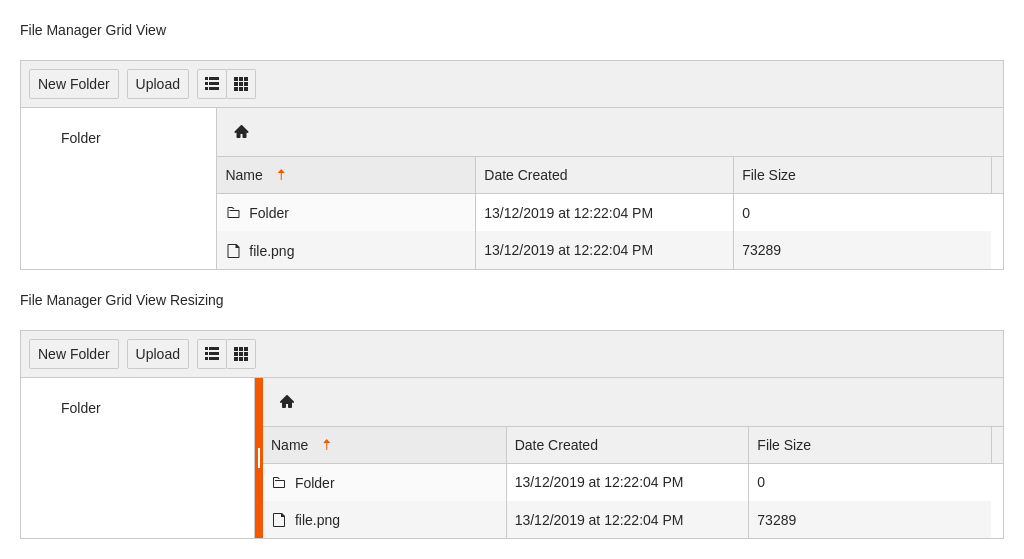 File Manager Grid View
New Folder Upload
Folder
Name Date Created File Size
Folder 13/12/2019 at 12:22:04 PM 0
file.png 13/12/2019 at 12:22:04 PM 73289
File Manager Grid View Resizing
New Folder Upload
Folder
Name Date Created File Size
Folder 13/12/2019 at 12:22:04 PM 0
file.png 13/12/2019 at 12:22:04 PM 73289